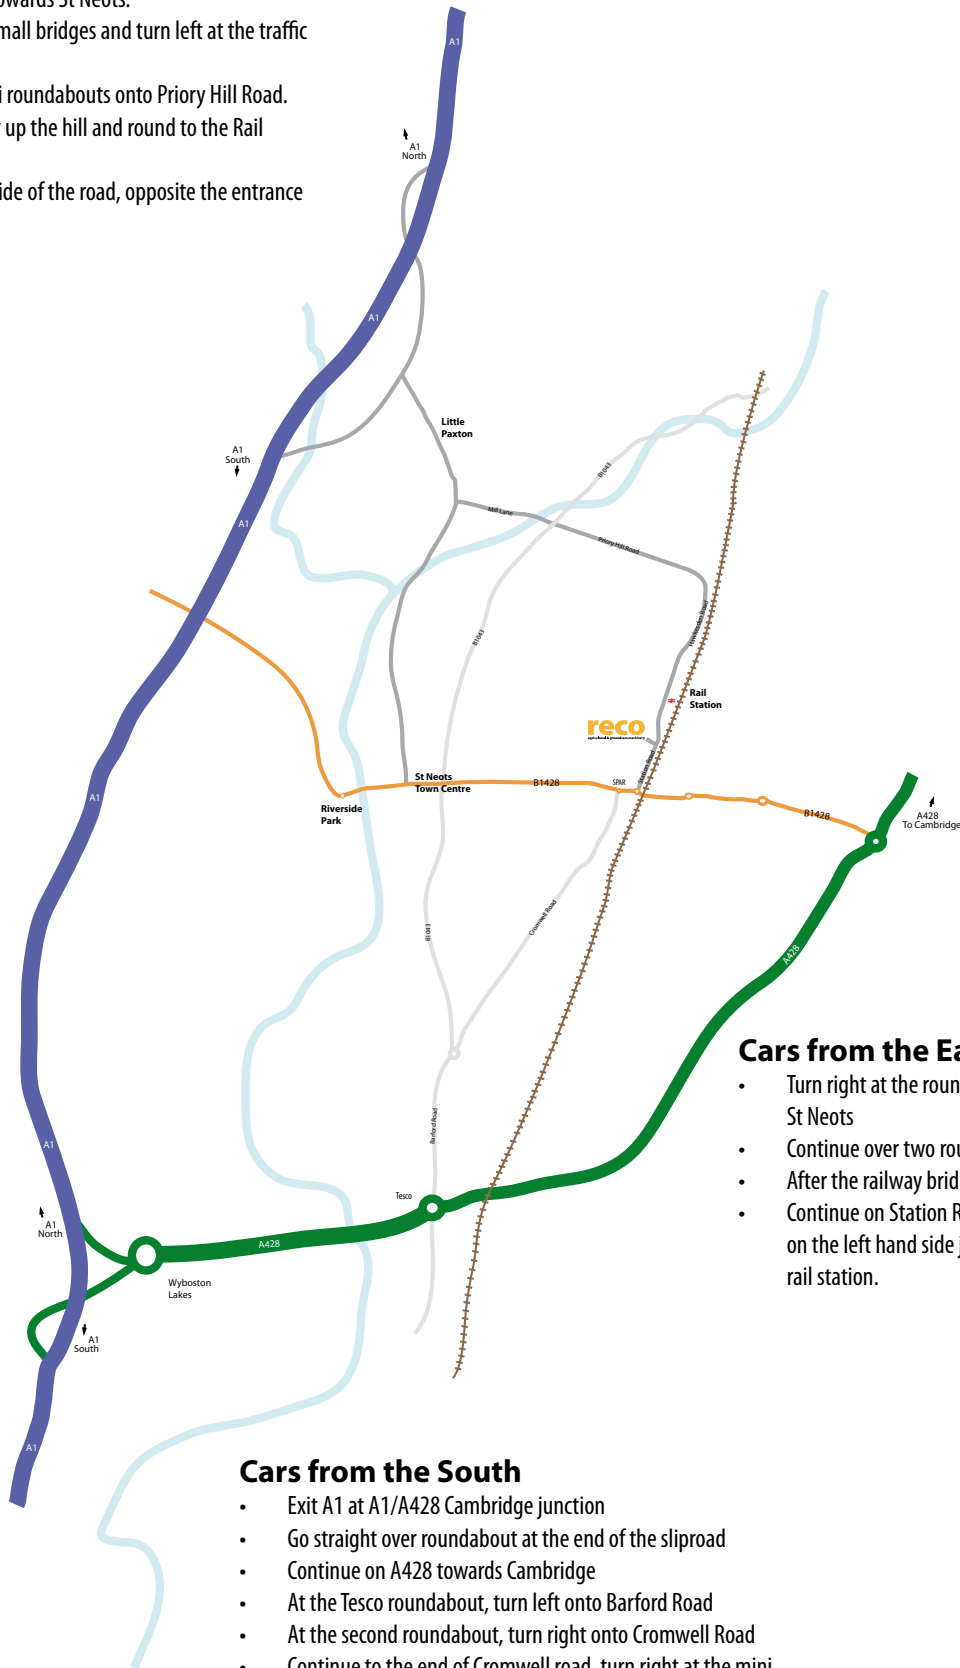 towards St Neots.
mall bridges and turn left at the traffic
i roundabouts onto Priory Hill Road.
up the hill and round to the Rail
ide of the road, opposite the entrance
A1
A1
North
A1
Little
Paxton
A1
South
B1043
A1
Mill Lane
Priory Hill Road
B1043
Hawkesden Road
Rail
Station
reco
Station Road
St Neots
Town Centre
B1428
SPAR
Riverside
Park
A1
B1428
A428
To Cambridge
B1043
Cromwell Road
A428
Cars from the Ea
• Turn right at the roun
St Neots
• Continue over two rou
• After the railway brid
• Continue on Station R
on the left hand side j
rail station.
Barford Road
A1
Tesco
A1
North
A428
Wyboston
Lakes
A1
South
A1
Cars from the South
• Exit A1 at A1/A428 Cambridge junction
• Go straight over roundabout at the end of the sliproad
• Continue on A428 towards Cambridge
• At the Tesco roundabout, turn left onto Barford Road
• At the second roundabout, turn right onto Cromwell Road
• Continue to the end of Cromwell road, turn right at the mini